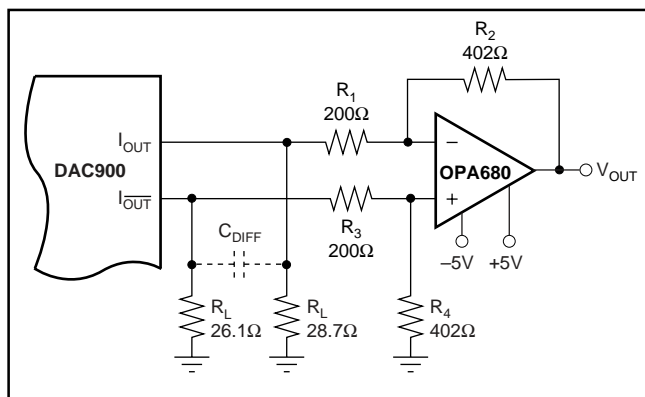 R2
402Ω
R1
200Ω
IOUT
DAC900
–
OPA680
VOUT
I̅O̅U̅T̅
+
R3
200Ω
CDIFF
–5V
+5V
RL
26.1Ω
RL
28.7Ω
R4
402Ω